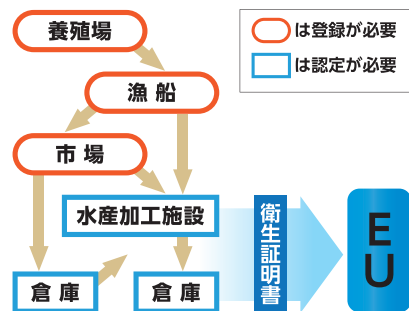 養殖場
は登録が必要
は認定が必要
漁船
市場
水産加工施設
衛生証明書
EU
倉庫
倉庫